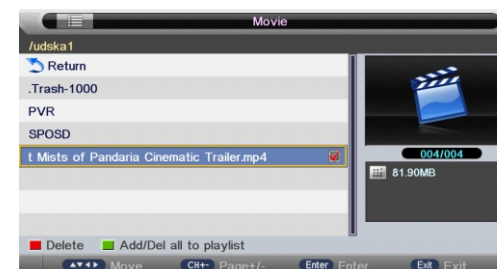 Movie
/udska1
Return
.Trash-1000
PVR
SPOSD
t Mists of Pandaria Cinematic Trailer.mp4
004/004
81.90MB
Delete Add/Del all to playlist
Move CH+- Page+/- Enter Enter Exit Exit